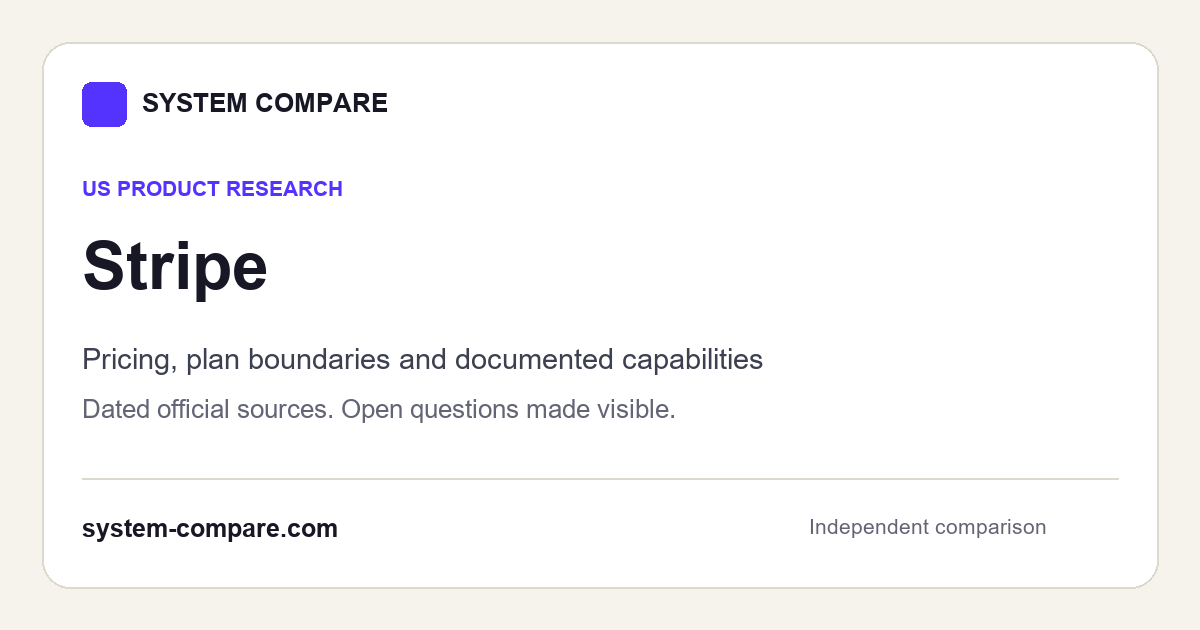 SYSTEM COMPARE
US PRODUCT RESEARCH
Stripe
Pricing, plan boundaries and documented capabilities
Dated official sources. Open questions made visible.
system-compare.com
Independent comparison